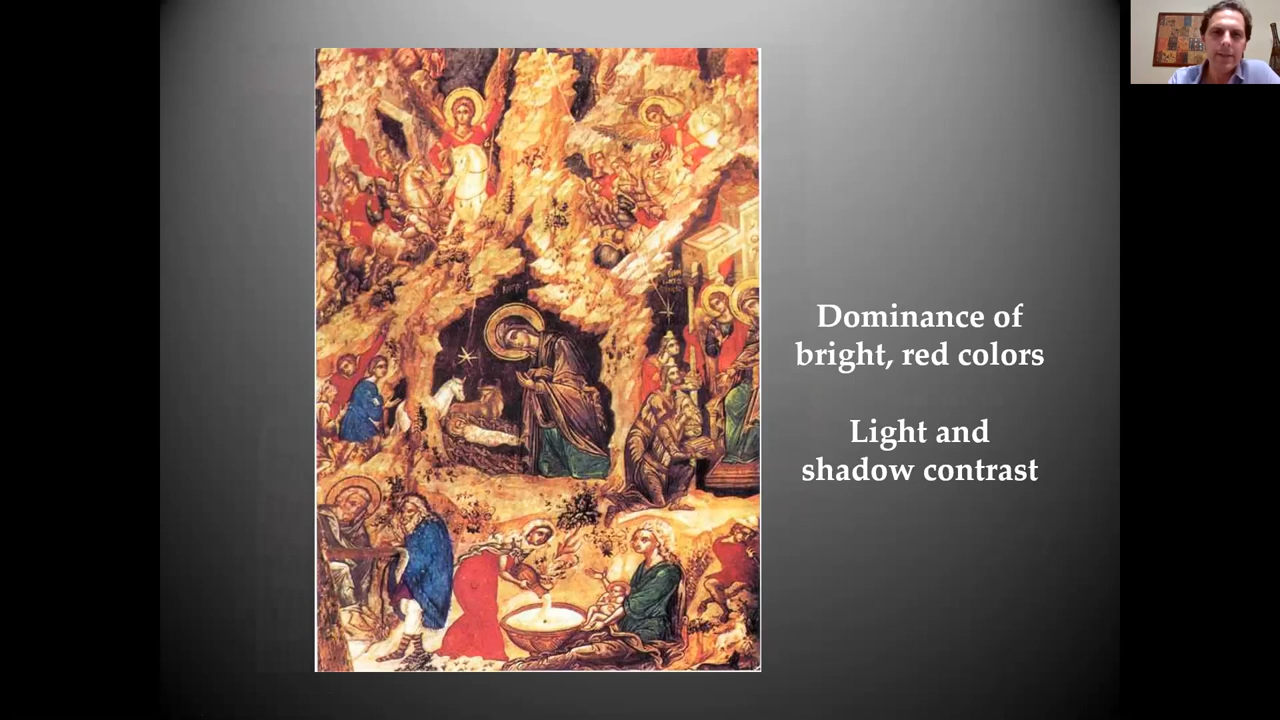 Dominance of
bright, red colors
Light and
shadow contrast